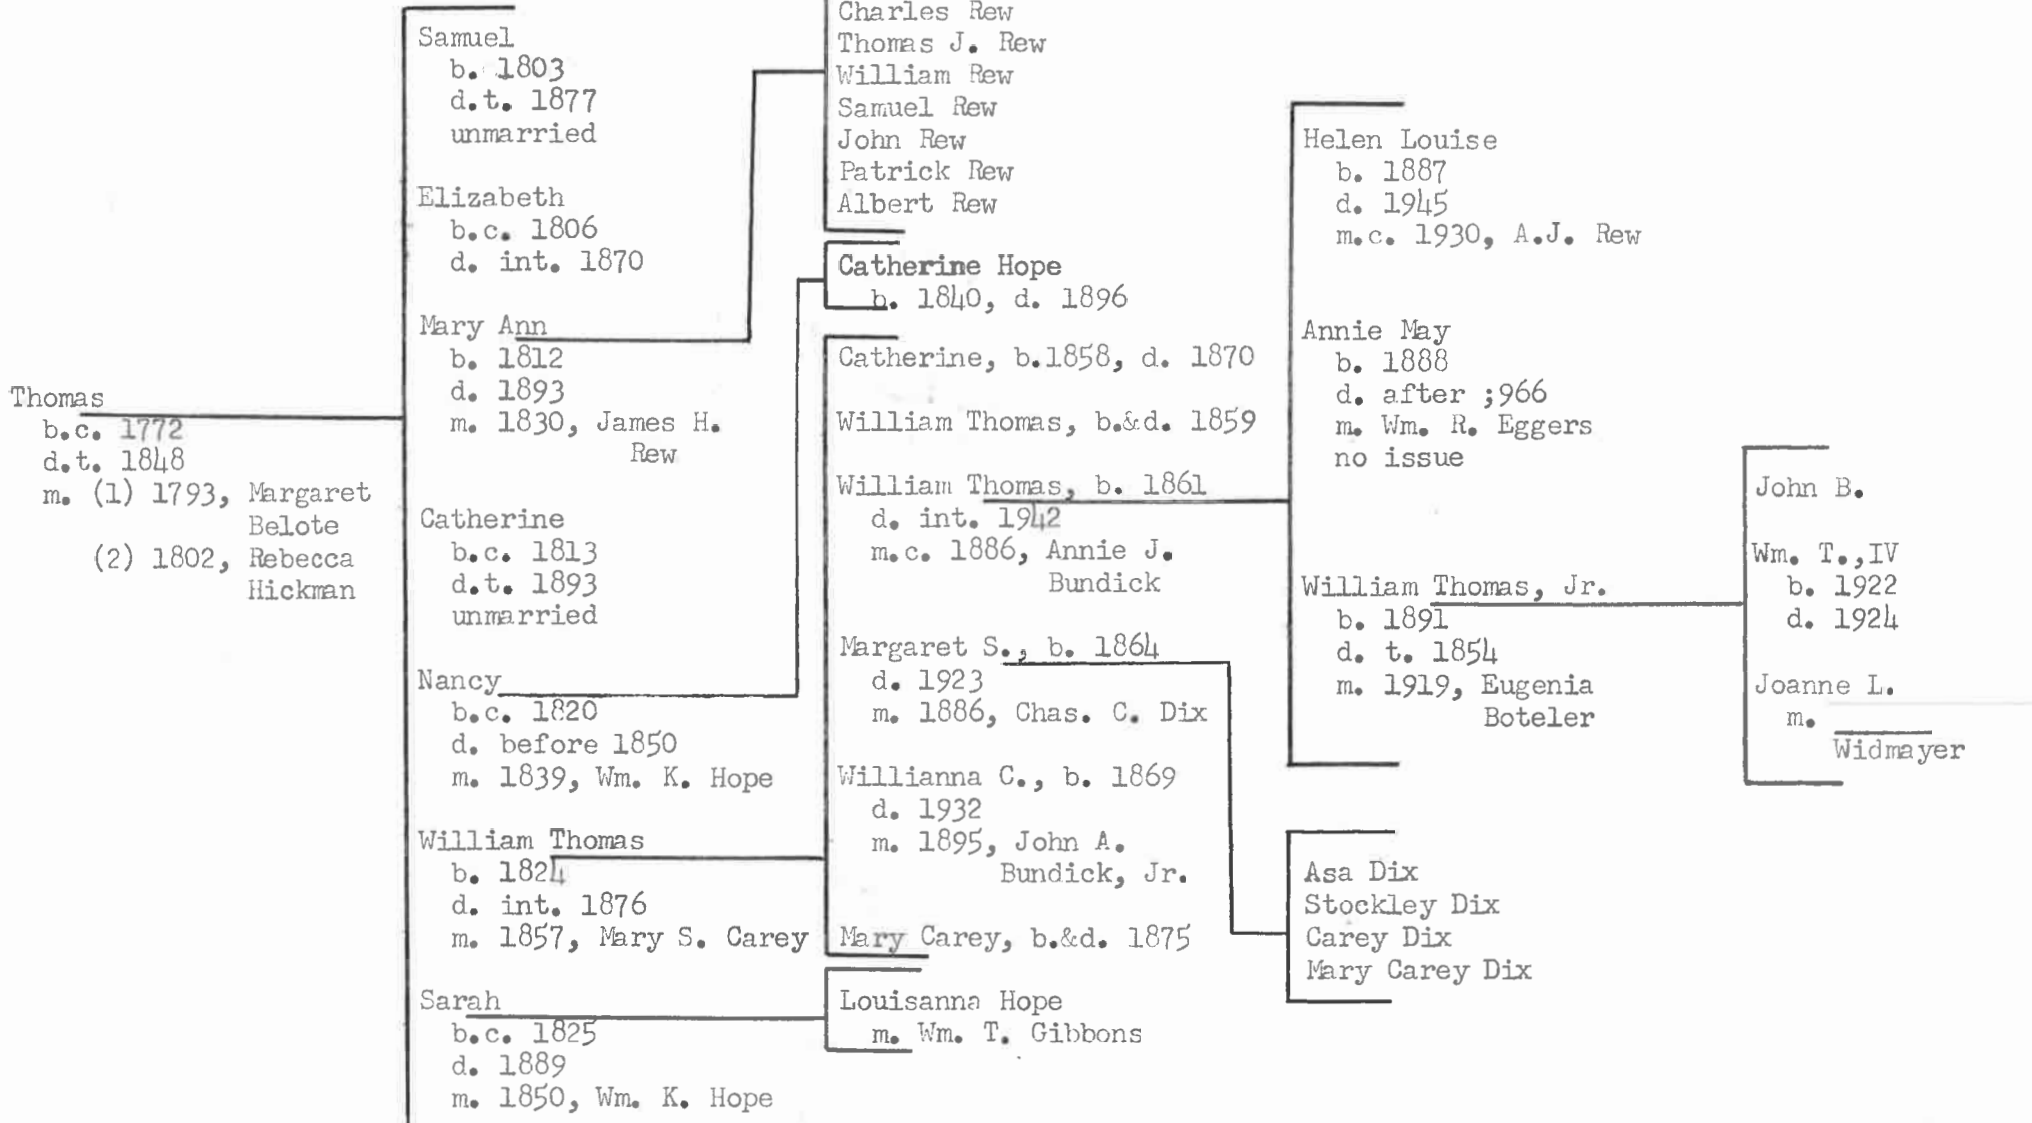 Thomas
b.c. 1772
d.t. 1848
m. (1) 1793, Margaret
Belote
(2) 1802, Rebecca
Hickman
Samuel
b. 1803
d.t. 1877
unmarried
Elizabeth
b.c. 1806
d. int. 1870
Mary Ann
b. 1812
d. 1893
m. 1830, James H.
Rew
Catherine
b.c. 1813
d.t. 1893
unmarried
Nancy
b.c. 1820
d. before 1850
m. 1839, Wm. K. Hope
William Thomas
b. 1824
d. int. 1876
m. 1857, Mary S. Carey
Sarah
b.c. 1825
d. 1889
m. 1850, Wm. K. Hope
Charles Rew
Thomas J. Rew
William Rew
Samuel Rew
John Rew
Patrick Rew
Albert Rew
Catherine Hope
b. 1840, d. 1896
Catherine, b.1858, d. 1870
William Thomas, b.&d. 1859
William Thomas, b. 1861
d. int. 1942
m.c. 1886, Annie J.
Bundick
Margaret S., b. 1864
d. 1923
m. 1886, Chas. C. Dix
Willianna C., b. 1869
d. 1932
m. 1895, John A.
Bundick, Jr.
Mary Carey, b.&d. 1875
Louisanna Hope
m. Wm. T. Gibbons
Helen Louise
b. 1887
d. 1945
m.c. 1930, A.J. Rew
Annie May
b. 1888
d. after ;966
m. Wm. R. Eggers
no issue
William Thomas, Jr.
b. 1891
d. t. 1854
m. 1919, Eugenia
Boteler
Asa Dix
Stockley Dix
Carey Dix
Mary Carey Dix
John B.
Wm. T.,IV
b. 1922
d. 1924
Joanne L.
m.
Widmayer